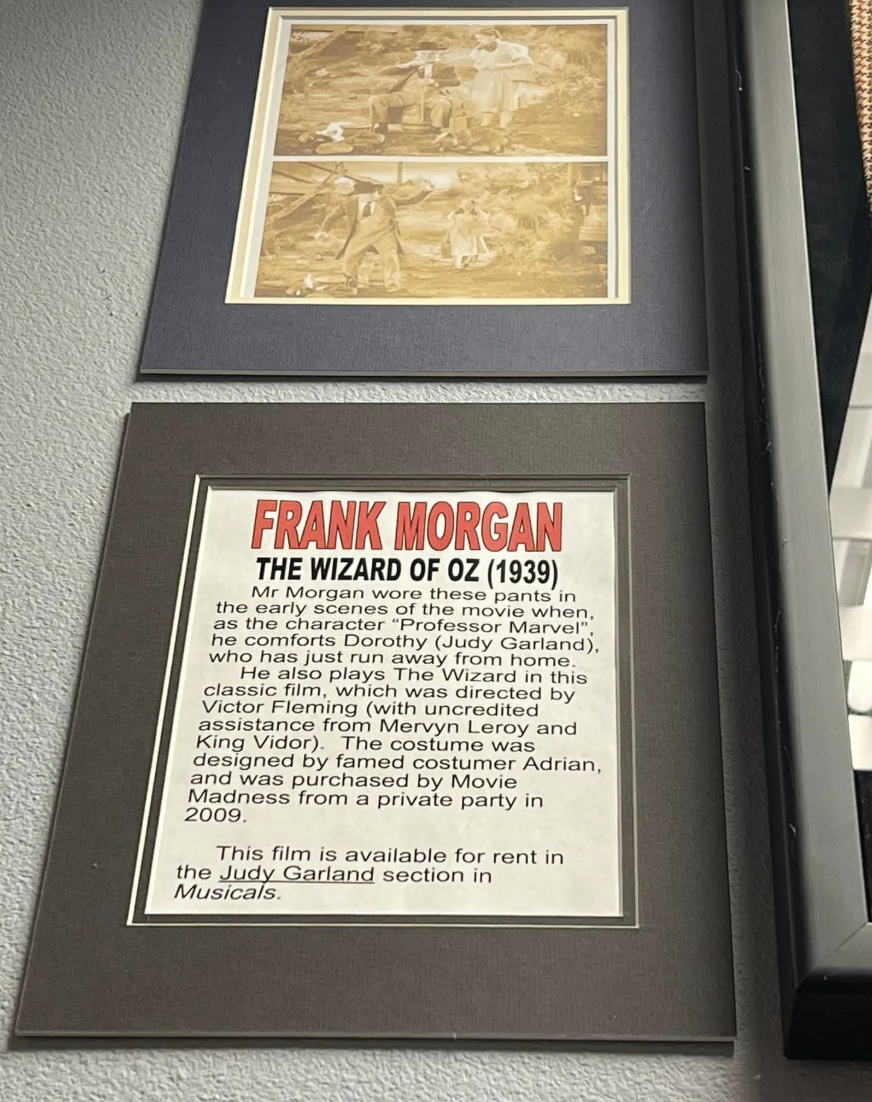 FRANK MORGAN
THE WIZARD OF OZ (1939)
Mr Morgan wore these pants in
the early scenes of the movie when,
as the character “Professor Marvel”,
he comforts Dorothy (Judy Garland),
who has just run away from home.
He also plays The Wizard in this
classic film, which was directed by
Victor Fleming (with uncredited
assistance from Mervyn Leroy and
King Vidor). The costume was
designed by famed costumer Adrian,
and was purchased by Movie
Madness from a private party in
2009.
This film is available for rent in
the Judy Garland section in
Musicals.